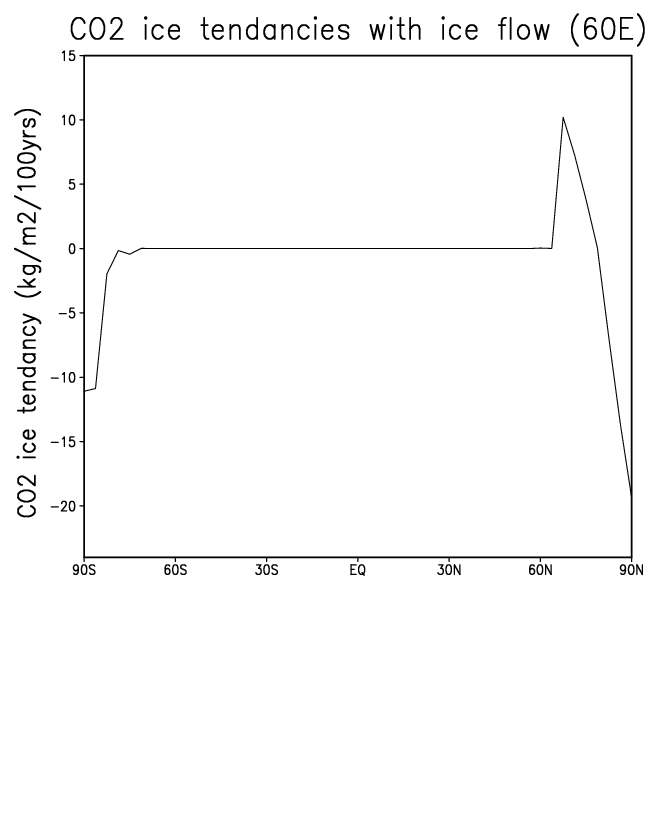 CO2 ice tendancies with ice flow (60E)
CO2 ice tendancy (kg/m2/100yrs)
15
10
5
0
−5
−10
−15
−20
90S 60S 30S EQ 30N 60N 90N